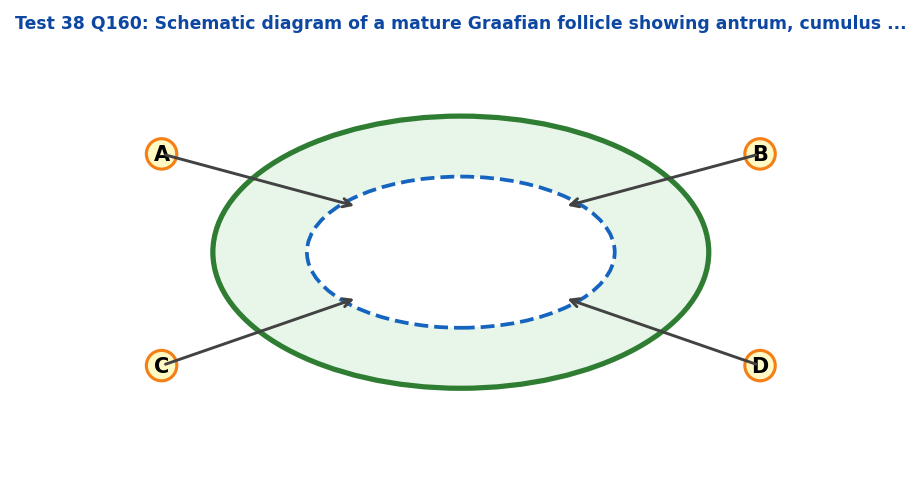 Test 38 Q160: Schematic diagram of a mature Graafian follicle showing antrum, cumulus ...
A
B
C
D